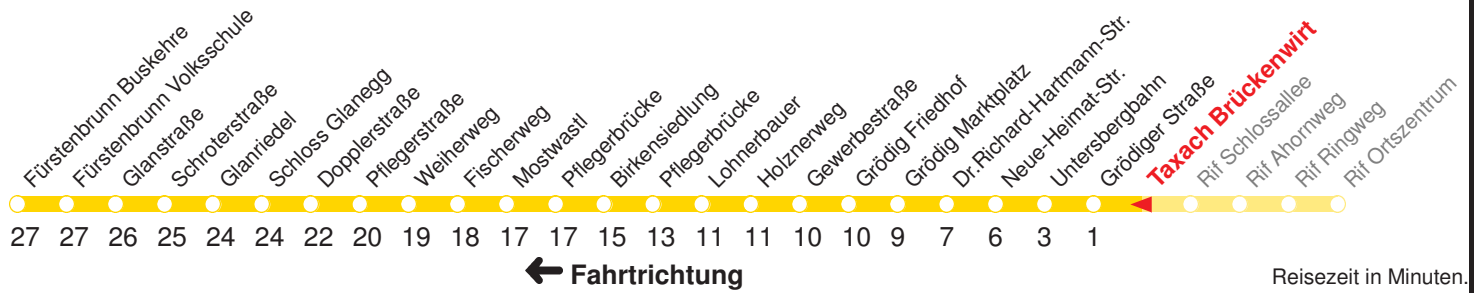 Fürstenbrunn Buskehre
Fürstenbrunn Volksschule
Glanstraße
Schroterstraße
Glanriedel
Schloss Glanegg
Dopplerstraße
Pflegerstraße
Weiherweg
Fischerweg
Mostwastl
Pflegerbrücke
Birkensiedlung
Pflegerbrücke
Lohnerbauer
Holznerweg
Gewerbestraße
Grödig Friedhof
Grödig Marktplatz
Dr.Richard-Hartmann-Str.
Neue-Heimat-Str.
Untersbergbahn
Grödiger Straße
Taxach Brückenwirt
Rif Schlossallee
Rif Ahornweg
Rif Ringweg
Rif Ortszentrum
27 27 26 25 24 24 22 20 19 18 17 17 15 13 11 11 10 10 9 7 6 3 1
Fahrtrichtung
Reisezeit in Minuten.